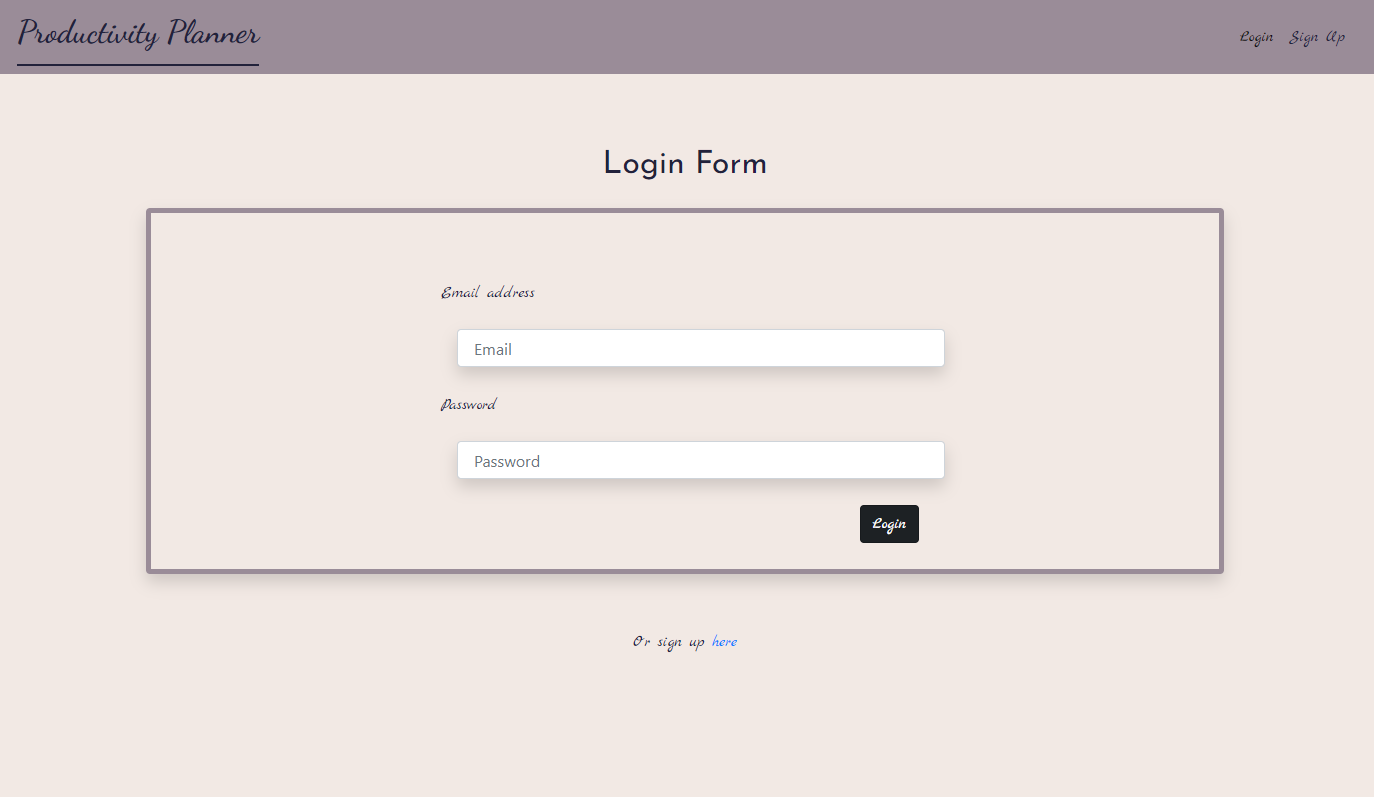 Productivity Planner
Login Sign Up
Login Form
Email address
Email
Password
Password
Login
Or sign up here